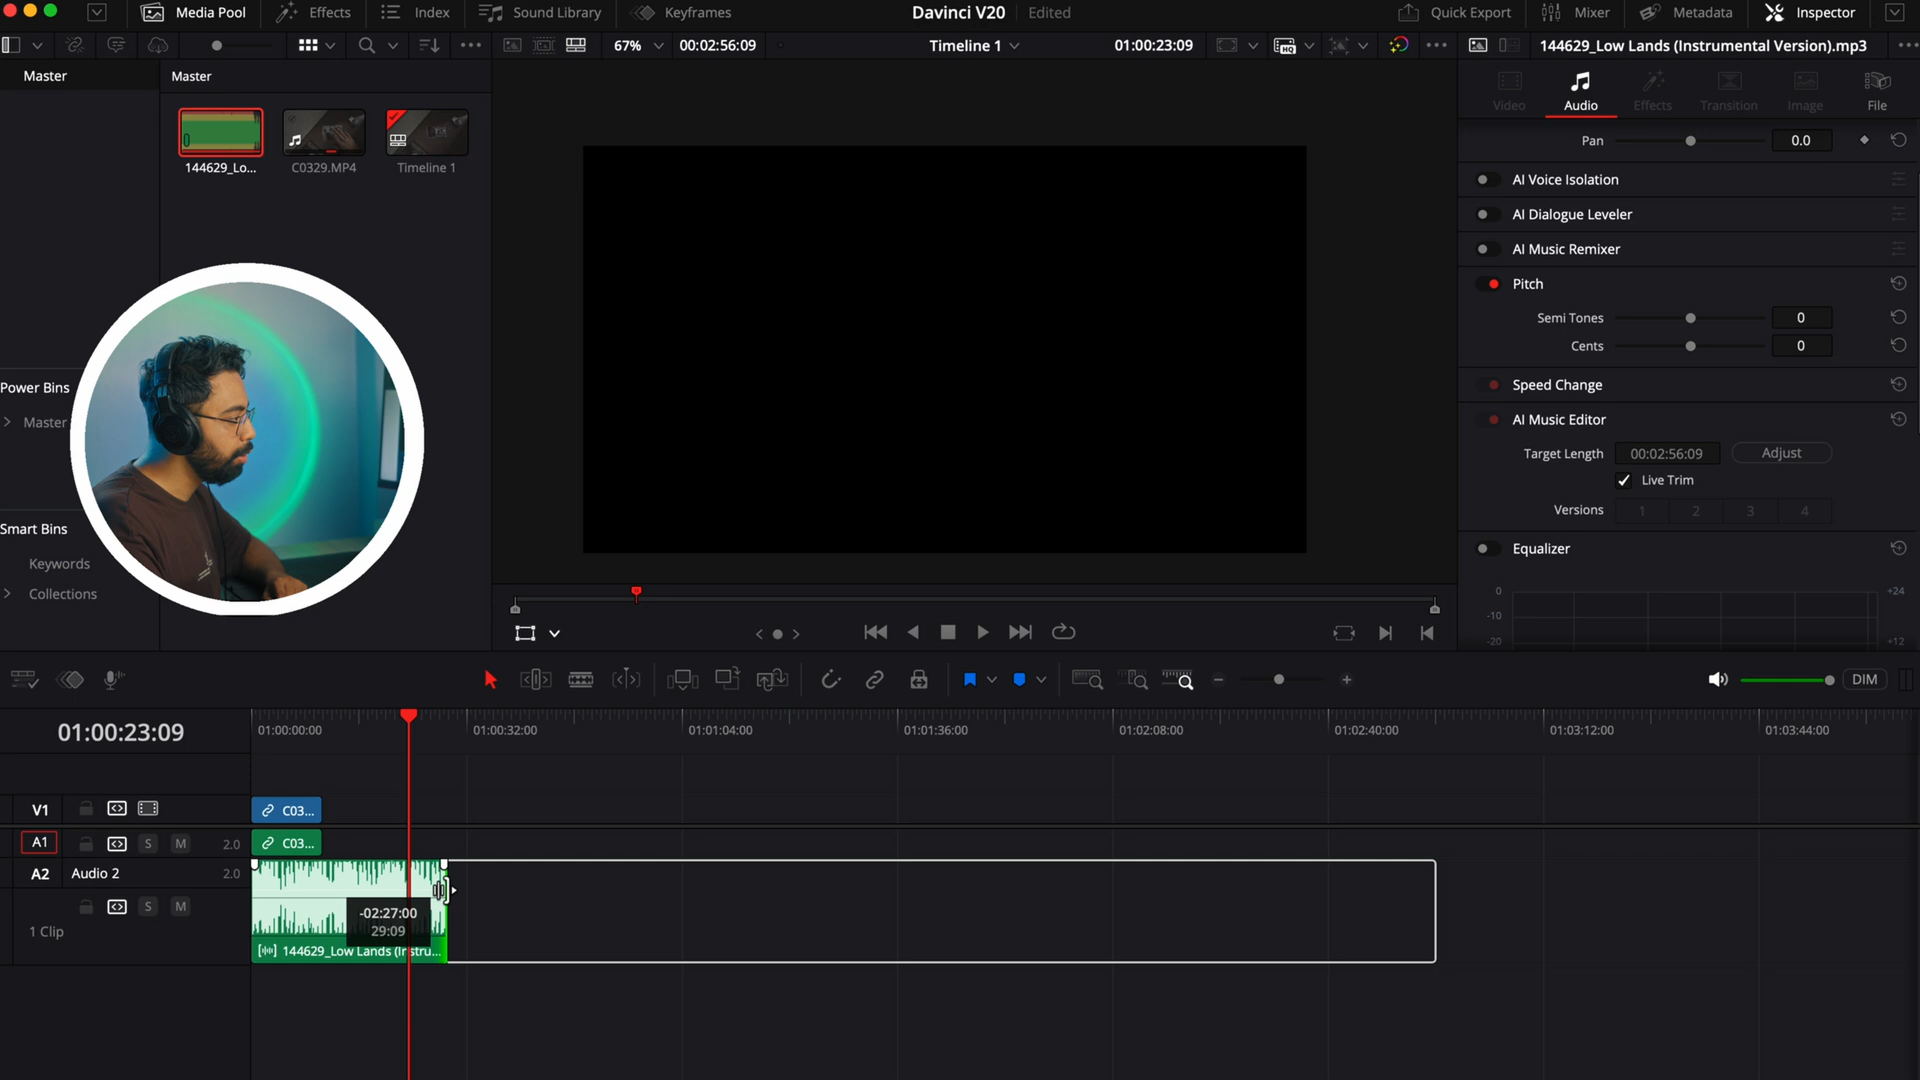 Media Pool
Effects
Index
Sound Library
Keyframes
Davinci V20
Edited
Quick Export
Mixer
Metadata
Inspector
67%
00:02:56:09
Timeline 1
01:00:23:09
144629_Low Lands (Instrumental Version).mp3
Master
Master
144629_Lo...
C0329.MP4
Timeline 1
Power Bins
Master
Smart Bins
Keywords
Collections
Video
Audio
Effects
Transition
Image
File
Pan
0.0
AI Voice Isolation
AI Dialogue Leveler
AI Music Remixer
Pitch
Semi Tones
0
Cents
0
Speed Change
AI Music Editor
Target Length
00:02:56:09
Adjust
Live Trim
Versions
1
2
3
4
Equalizer
0
-10
-20
+24
+12
DIM
01:00:23:09
01:00:00:00
01:00:32:00
01:01:04:00
01:01:36:00
01:02:08:00
01:02:40:00
01:03:12:00
01:03:44:00
V1
C03...
A1
S
M
2.0
C03...
A2
Audio 2
2.0
S
M
1 Clip
-02:27:00
29:09
144629_Low Lands (Instru...